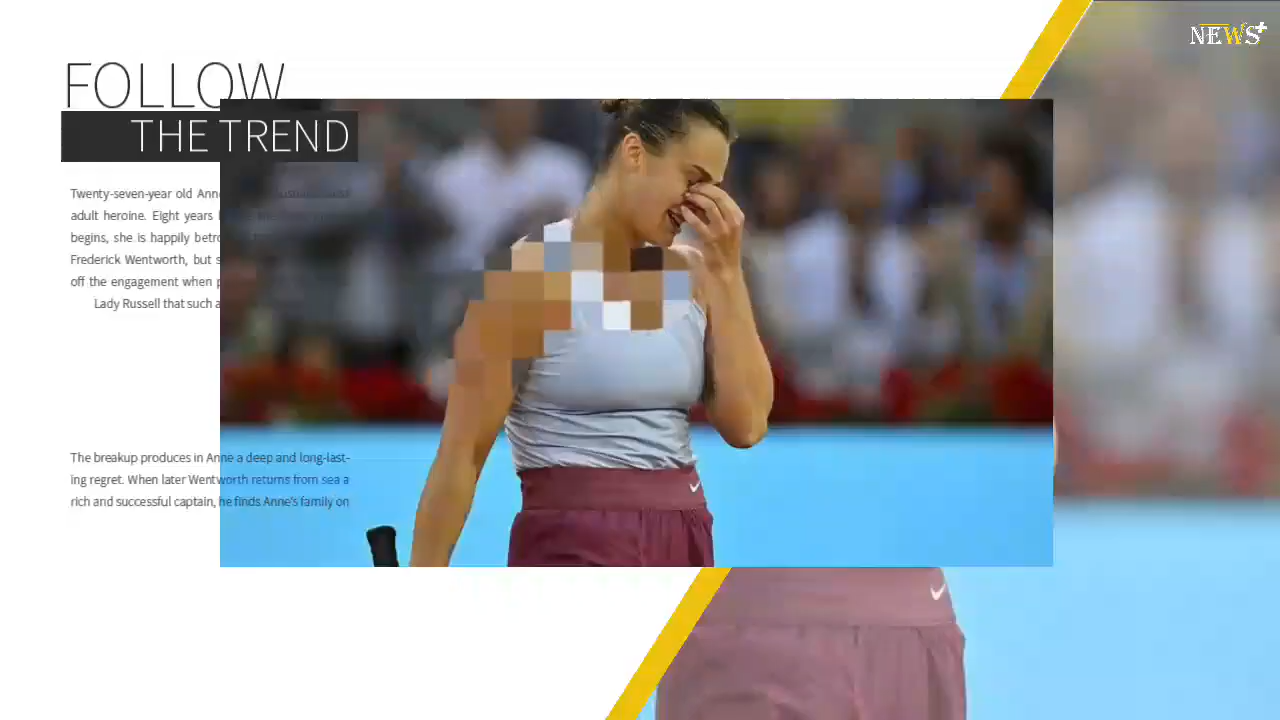 NEWS+
FOLLOW
THE TREND
Twenty-seven-year old Anne
adult heroine. Eight years
begins, she is happily
Frederick Wentworth, but
off the engagement when
Lady Russell that such a
The breakup produces in Anne a deep and long-last-
ing regret. When later Wentworth returns from sea a
rich and successful captain, he finds Anne's family on